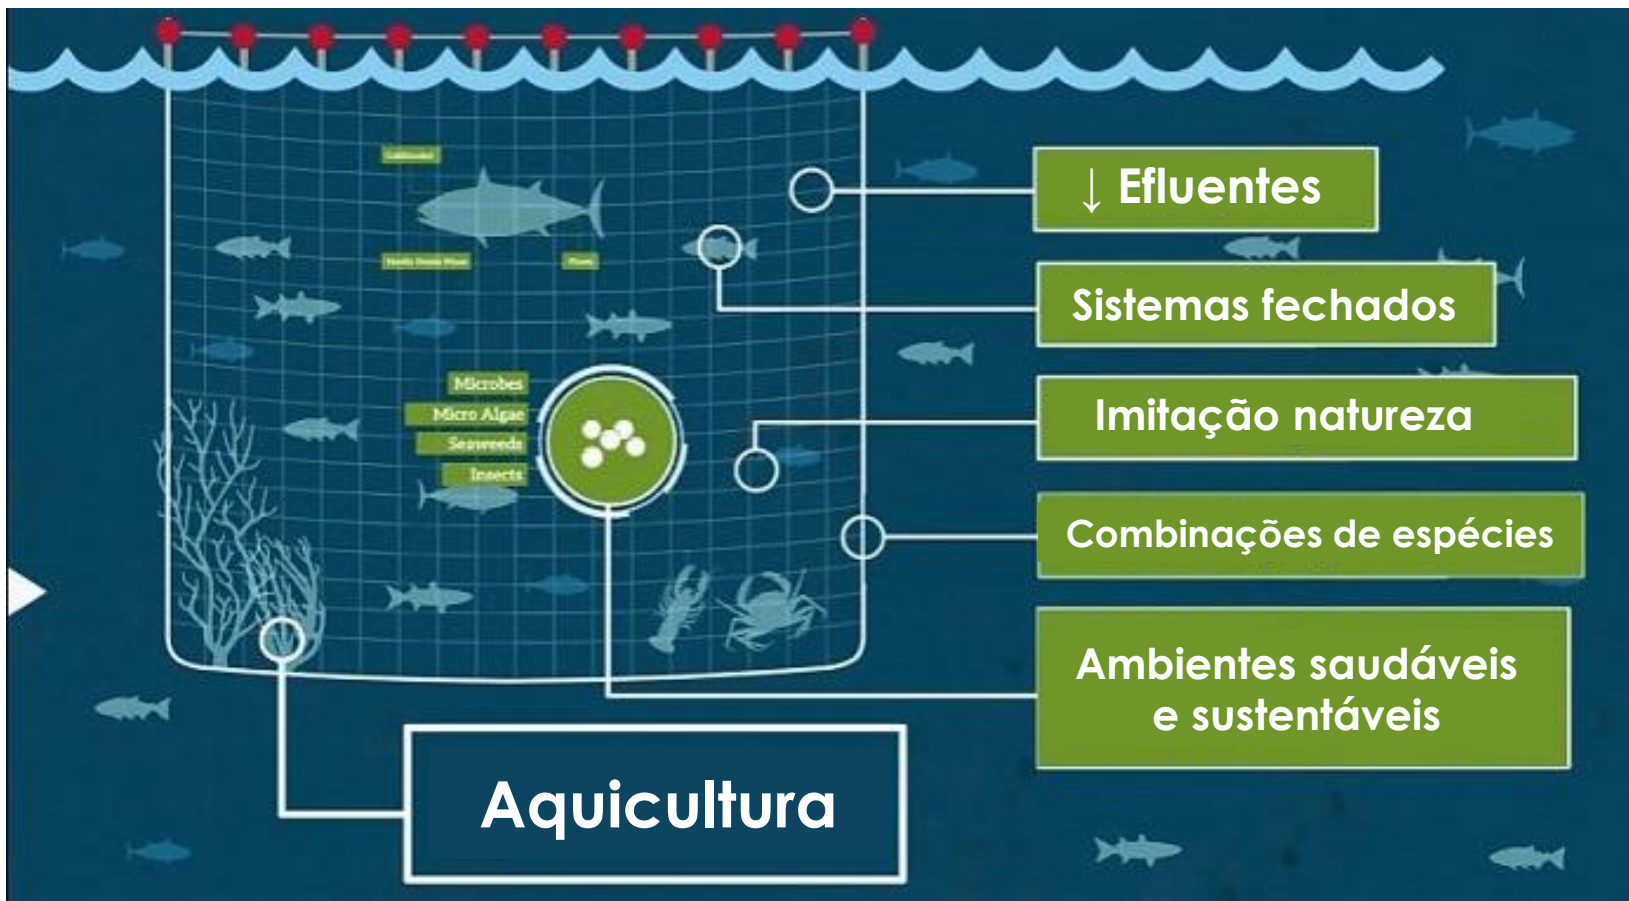 ↓ Efluentes
Sistemas fechados
Microbes
Micro Algae
Seaweeds
Insects
Imitação natureza
Combinações de espécies
Ambientes saudáveis
e sustentáveis
Aquicultura